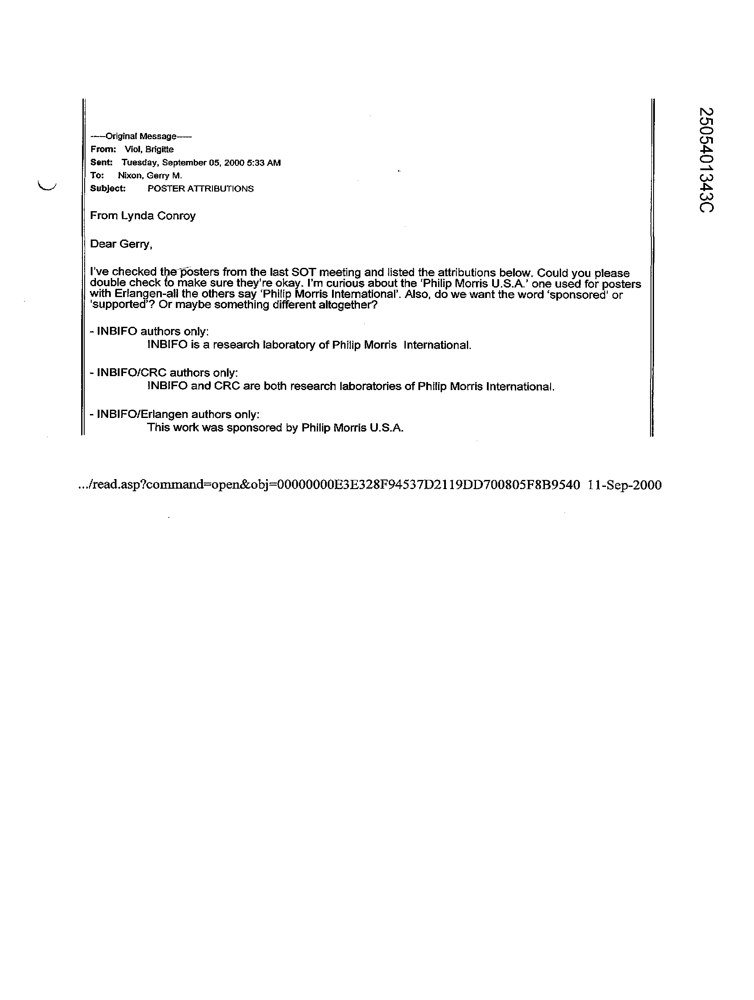 -----Original Message-----
From: Viol, Brigitte
Sent: Tuesday, September 05, 2000 5:33 AM
To: Nixon, Gerry M.
Subject: POSTER ATTRIBUTIONS
From Lynda Conroy
Dear Gerry,
I've checked the posters from the last SOT meeting and listed the attributions below. Could you please
double check to make sure they're okay. I'm curious about the 'Philip Morris U.S.A.' one used for posters
with Erlangen-all the others say 'Philip Morris International'. Also, do we want the word 'sponsored' or
'supported'? Or maybe something different altogether?
- INBIFO authors only:
INBIFO is a research laboratory of Philip Morris International.
- INBIFO/CRC authors only:
INBIFO and CRC are both research laboratories of Philip Morris International.
- INBIFO/Erlangen authors only:
This work was sponsored by Philip Morris U.S.A.
.../read.asp?command=open&obj=00000000E3E328F94537D2119DD700805F8B9540 11-Sep-2000
2505401343C